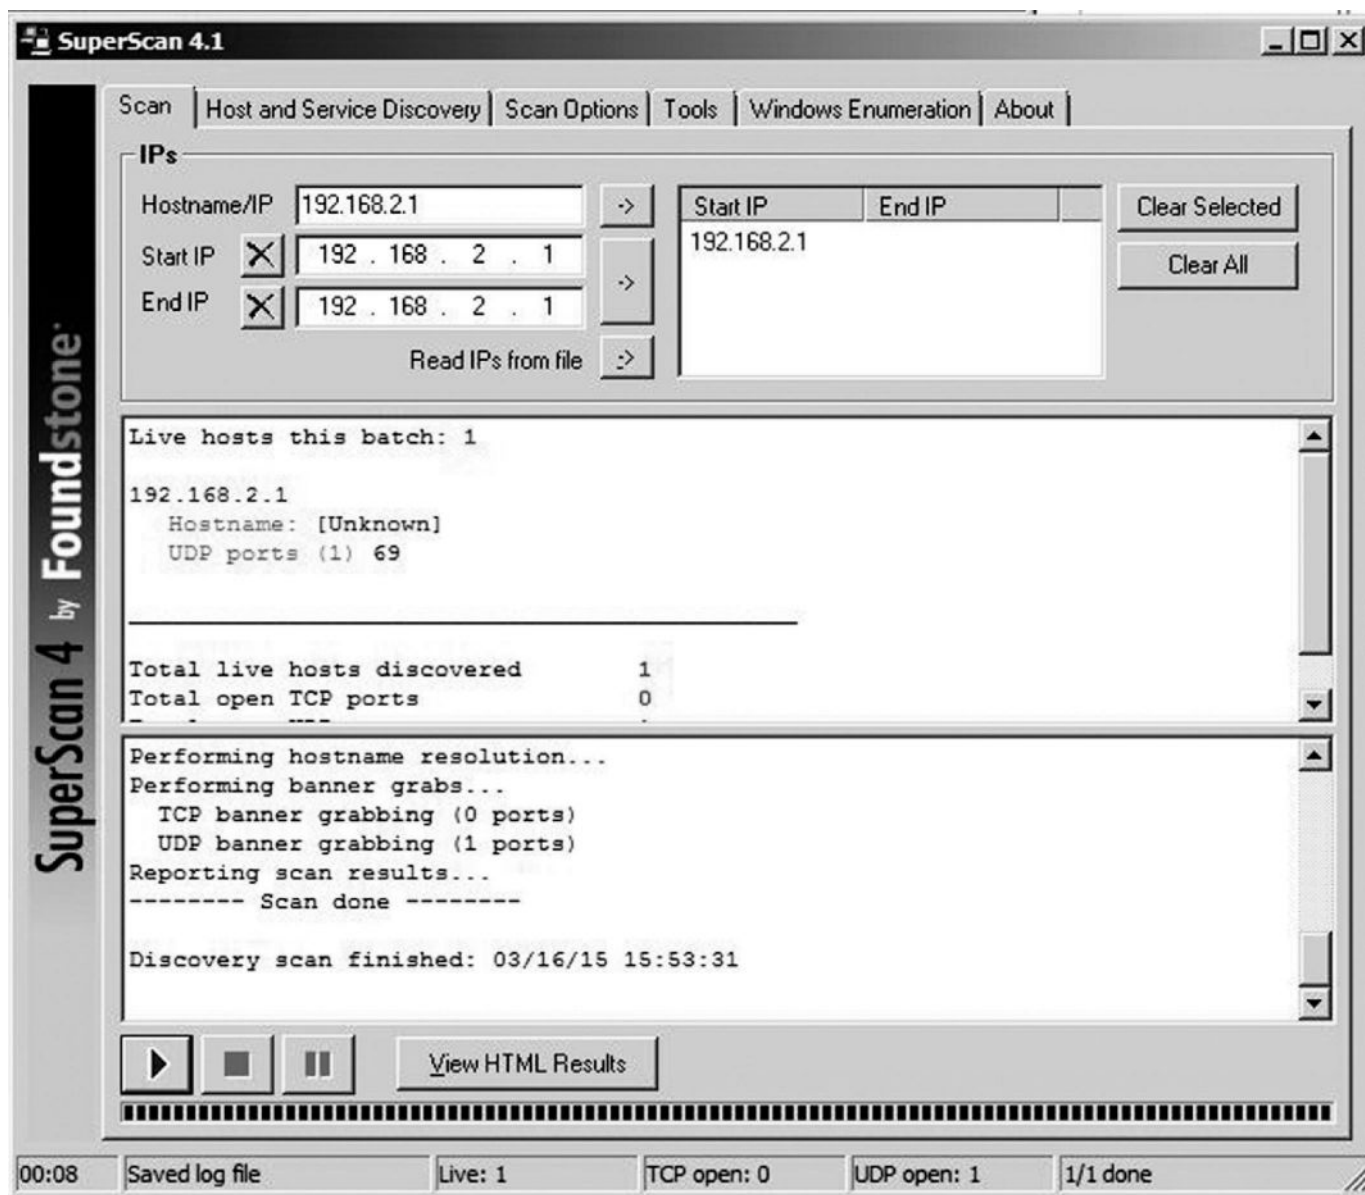 SuperScan 4.1
SuperScan 4 by Foundstone
Scan
Host and Service Discovery
Scan Options
Tools
Windows Enumeration
About
IPs
Hostname/IP 192.168.2.1 ->
Start IP 192 . 168 . 2 . 1 ->
End IP 192 . 168 . 2 . 1
Read IPs from file ->
Start IP End IP
192.168.2.1
Clear Selected
Clear All
Live hosts this batch: 1
192.168.2.1
Hostname: [Unknown]
UDP ports (1) 69
Total live hosts discovered 1
Total open TCP ports 0
Performing hostname resolution...
Performing banner grabs...
TCP banner grabbing (0 ports)
UDP banner grabbing (1 ports)
Reporting scan results...
-------- Scan done --------
Discovery scan finished: 03/16/15 15:53:31
View HTML Results
00:08
Saved log file
Live: 1
TCP open: 0
UDP open: 1
1/1 done